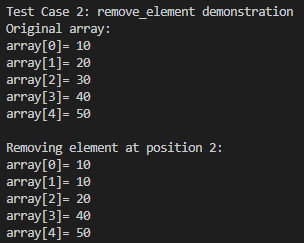 Test Case 2: remove_element demonstration
Original array:
array[0]= 10
array[1]= 20
array[2]= 30
array[3]= 40
array[4]= 50
Removing element at position 2:
array[0]= 10
array[1]= 10
array[2]= 20
array[3]= 40
array[4]= 50